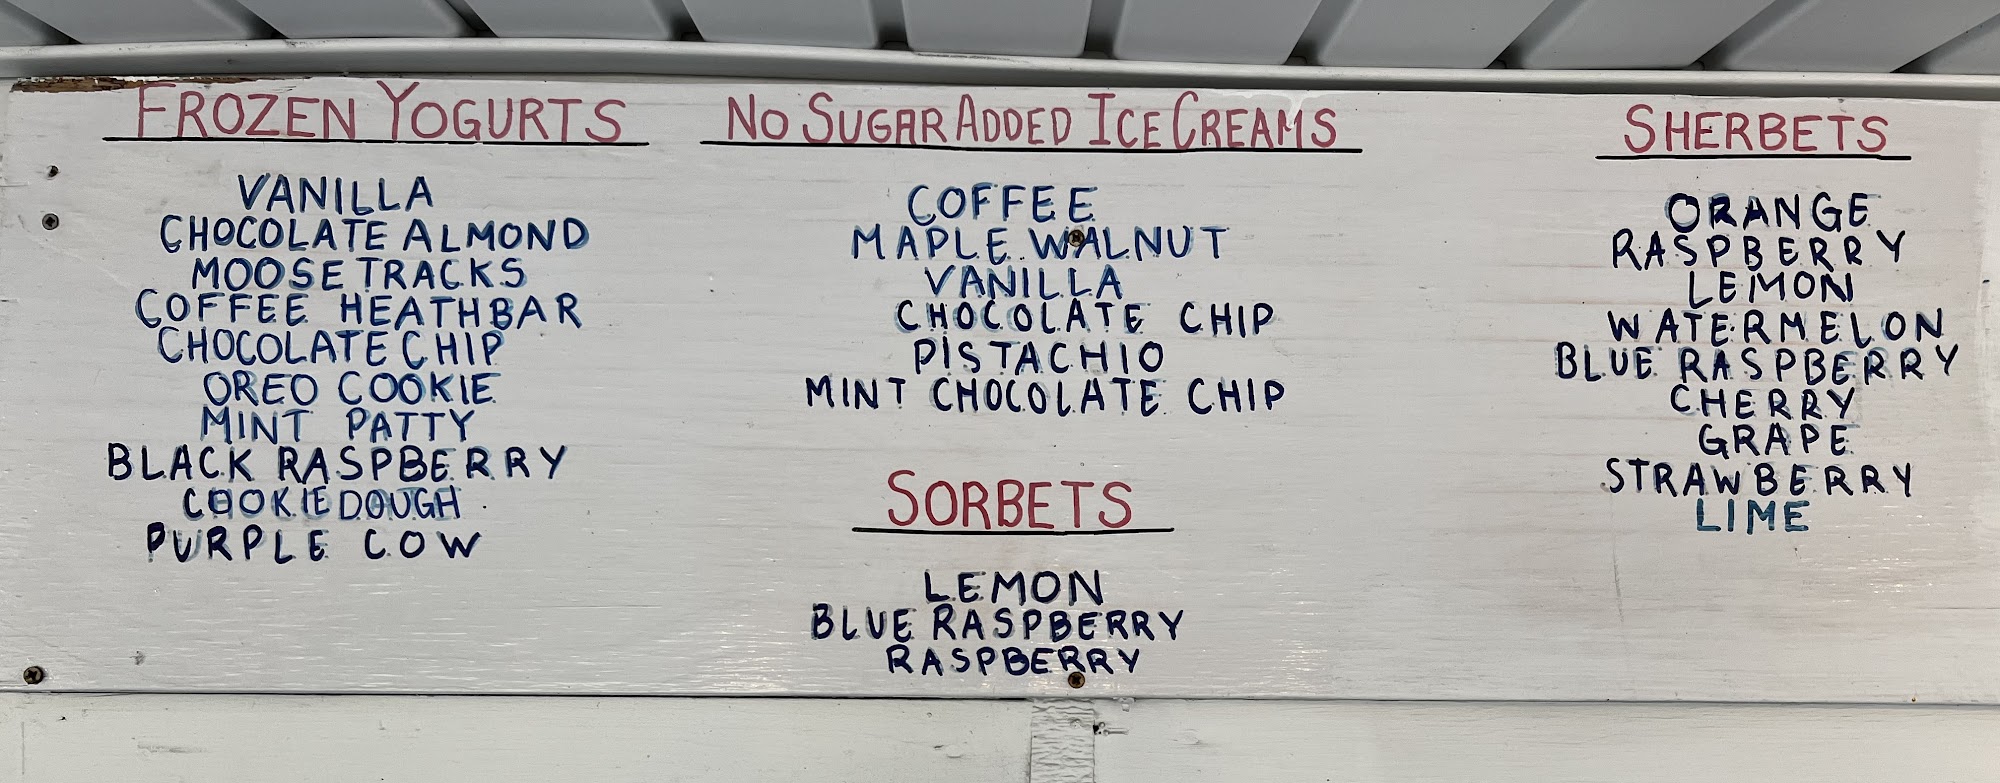 FROZEN YOGURTS
VANILLA
CHOCOLATE ALMOND
MOOSE TRACKS
COFFEE HEATHBAR
CHOCOLATE CHIP
OREO COOKIE
MINT PATTY
BLACK RASPBERRY
COOKIE DOUGH
PURPLE COW
NO SUGAR ADDED ICE CREAMS
COFFEE
MAPLE WALNUT
VANILLA
CHOCOLATE CHIP
PISTACHIO
MINT CHOCOLATE CHIP
SORBETS
LEMON
BLUE RASPBERRY
RASPBERRY
SHERBETS
ORANGE
RASPBERRY
LEMON
WATERMELON
BLUE RASPBERRY
CHERRY
GRAPE
STRAWBERRY
LIME